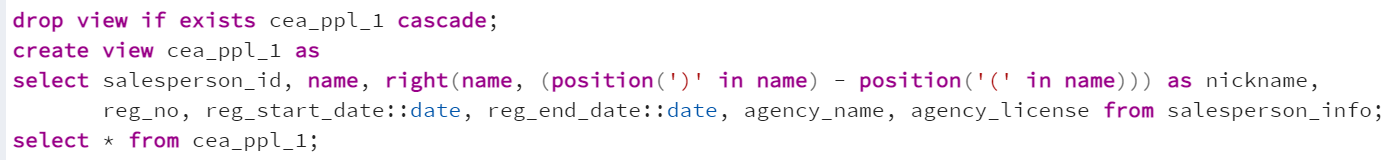 drop view if exists cea_ppl_1 cascade;
create view cea_ppl_1 as
select salesperson_id, name, right(name, (position(')' in name) - position('(' in name))) as nickname,
       reg_no, reg_start_date::date, reg_end_date::date, agency_name, agency_license from salesperson_info;
select * from cea_ppl_1;